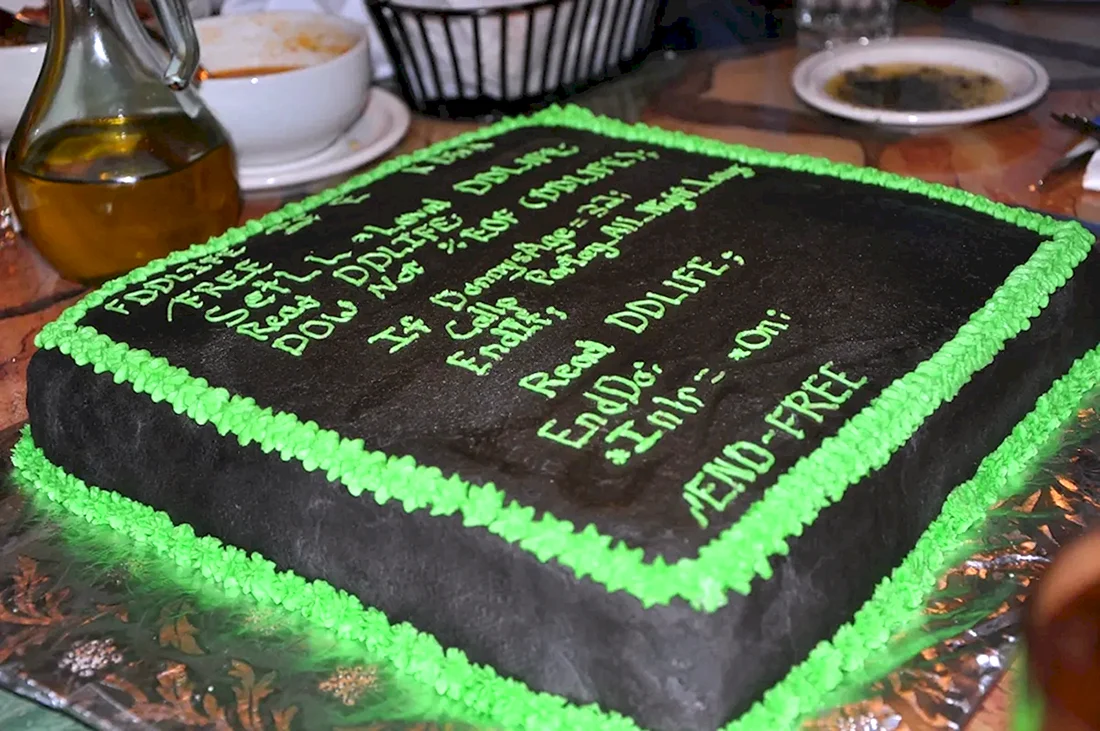 FDDLIFE IF E
/FREE
SetLL *LOVAL DDLIFE;
Read DDLIFE;
DOW Not %EOF (DDLIFE);
If DannysAge=32;
Callp PartayAllNightLong;
Endif;
Read DDLIFE;
EndDo;
*Inlr = *On;
/END-FREE